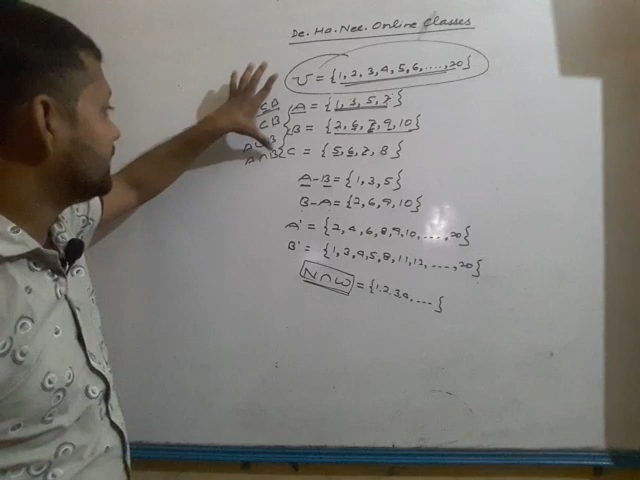 De. Ha. Nee. Online Classes
U = {1, 2, 3, 4, 5, 6, ...., 20}
A = {1, 3, 5, 7}
B = {2, 6, 7, 9, 10}
A∩B
C = {5, 6, 7, 8}
A - B = {1, 3, 5}
B - A = {2, 6, 9, 10}
A' = {2, 4, 6, 8, 9, 10, ...., 20}
B' = {1, 3, 4, 5, 8, 11, 12, ...., 20}
N∩W = {1, 2, 3, 4, ....}